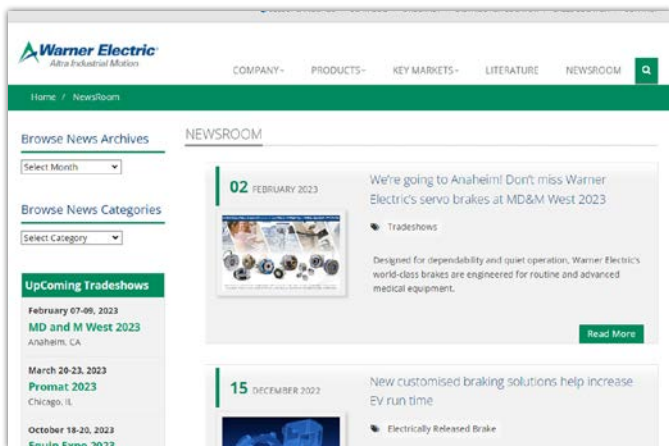 Warner Electric
Altra Industrial Motion
COMPANY
PRODUCTS
KEY MARKETS
LITERATURE
NEWSROOM
Home / NewsRoom
Browse News Archives
Select Month
Browse News Categories
Select Category
UpComing Tradeshows
February 07-09, 2023
MD and M West 2023
Anaheim, CA
March 20-23, 2023
Promat 2023
Chicago, IL
October 18-20, 2023
Equip Expo 2023
NEWSROOM
02 FEBRUARY 2023
We're going to Anaheim! Don't miss Warner
Electric's servo brakes at MD&M West 2023
Tradeshows
Designed for dependability and quiet operation, Warner Electric's
world-class brakes are engineered for routine and advanced
medical equipment.
Read More
15 DECEMBER 2022
New customised braking solutions help increase
EV run time
Electrically Released Brake